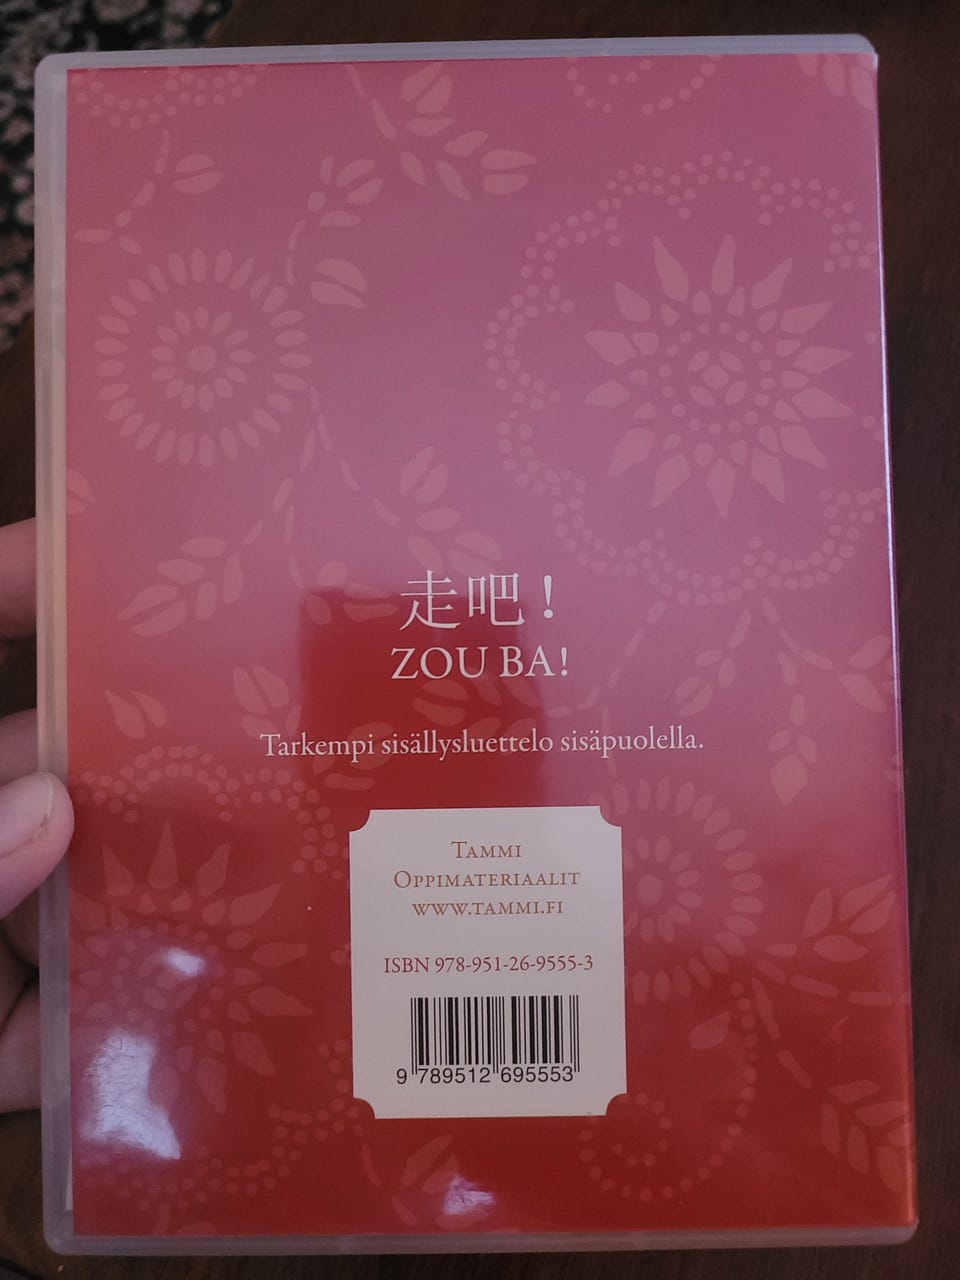 走吧！
ZOU BA!
Tarkempi sisällysluettelo sisäpuolella.
TAMMI
OPPIMATERIAALIT
WWW.TAMMI.FI
ISBN 978-951-26-9555-3
9 789512 695553